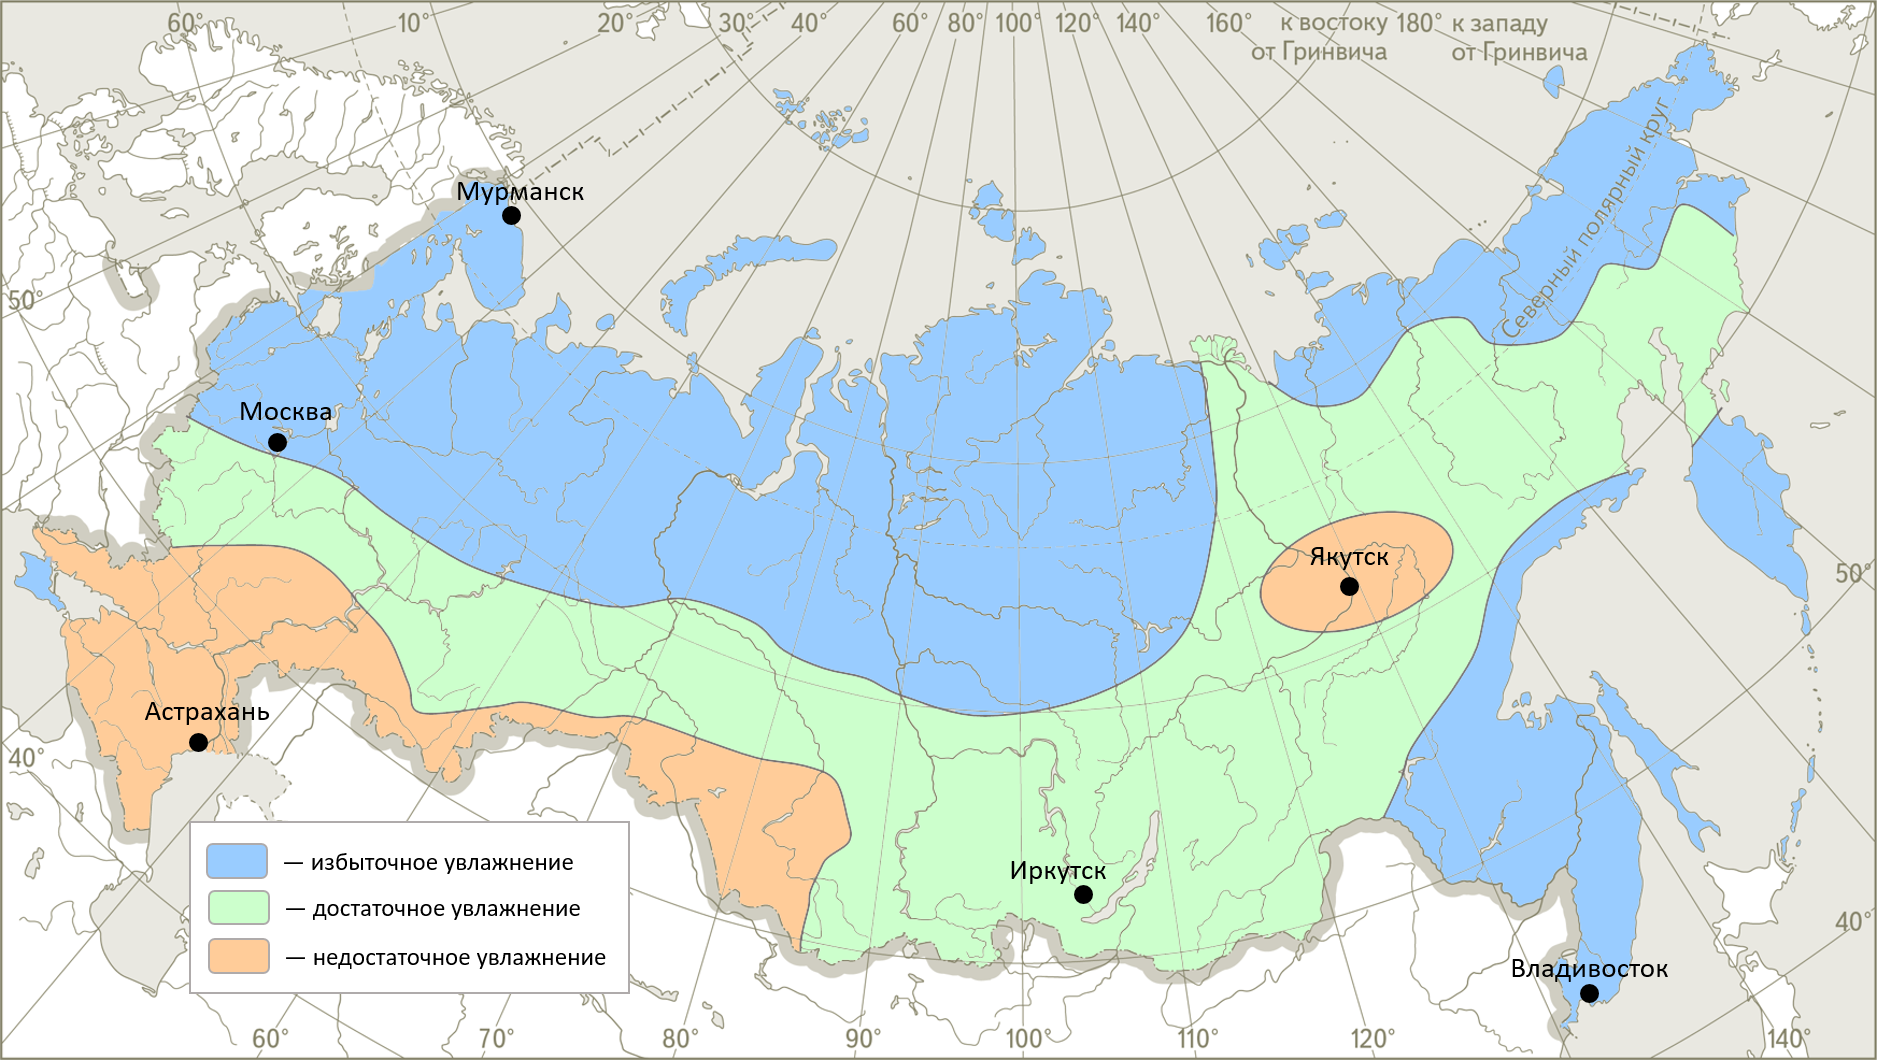 60° 10° 20° 30° 40° 60° 80° 100° 120° 140° 160° к востоку 180° к западу
от Гринвича от Гринвича
Северный полярный круг
Мурманск
50°
Москва
Якутск
50°
Астрахань
40°
— избыточное увлажнение
Иркутск
— достаточное увлажнение
40°
— недостаточное увлажнение
Владивосток
60° 70° 80° 90° 100° 110° 120° 140°